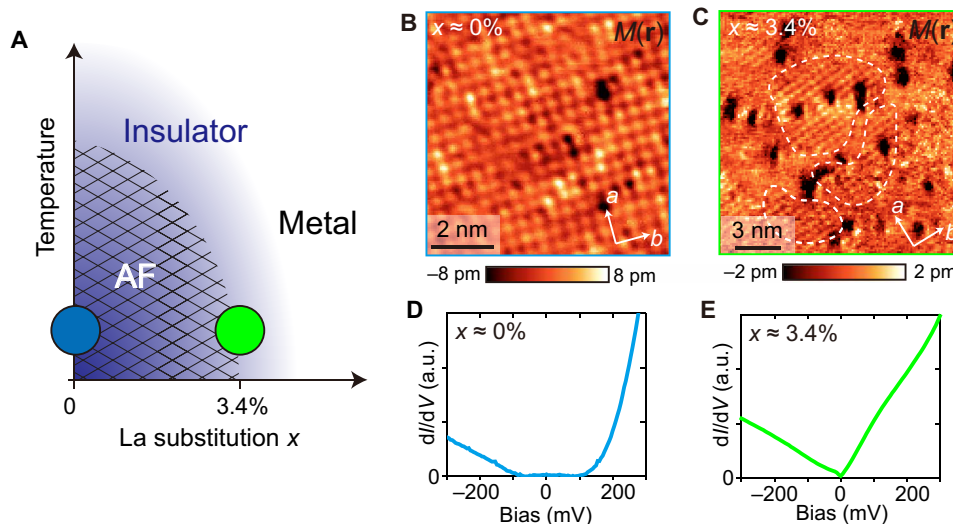 A
Temperature
Insulator
Metal
AF
0
3.4%
La substitution x
B
x ≈ 0%
M(r)
2 nm
a
b
–8 pm
8 pm
C
x ≈ 3.4%
M(r
3 nm
a
b
–2 pm
2 pm
D
x ≈ 0%
dI/dV (a.u.)
0
–200
0
200
Bias (mV)
E
x ≈ 3.4%
dI/dV (a.u.)
0
–200
0
200
Bias (mV)